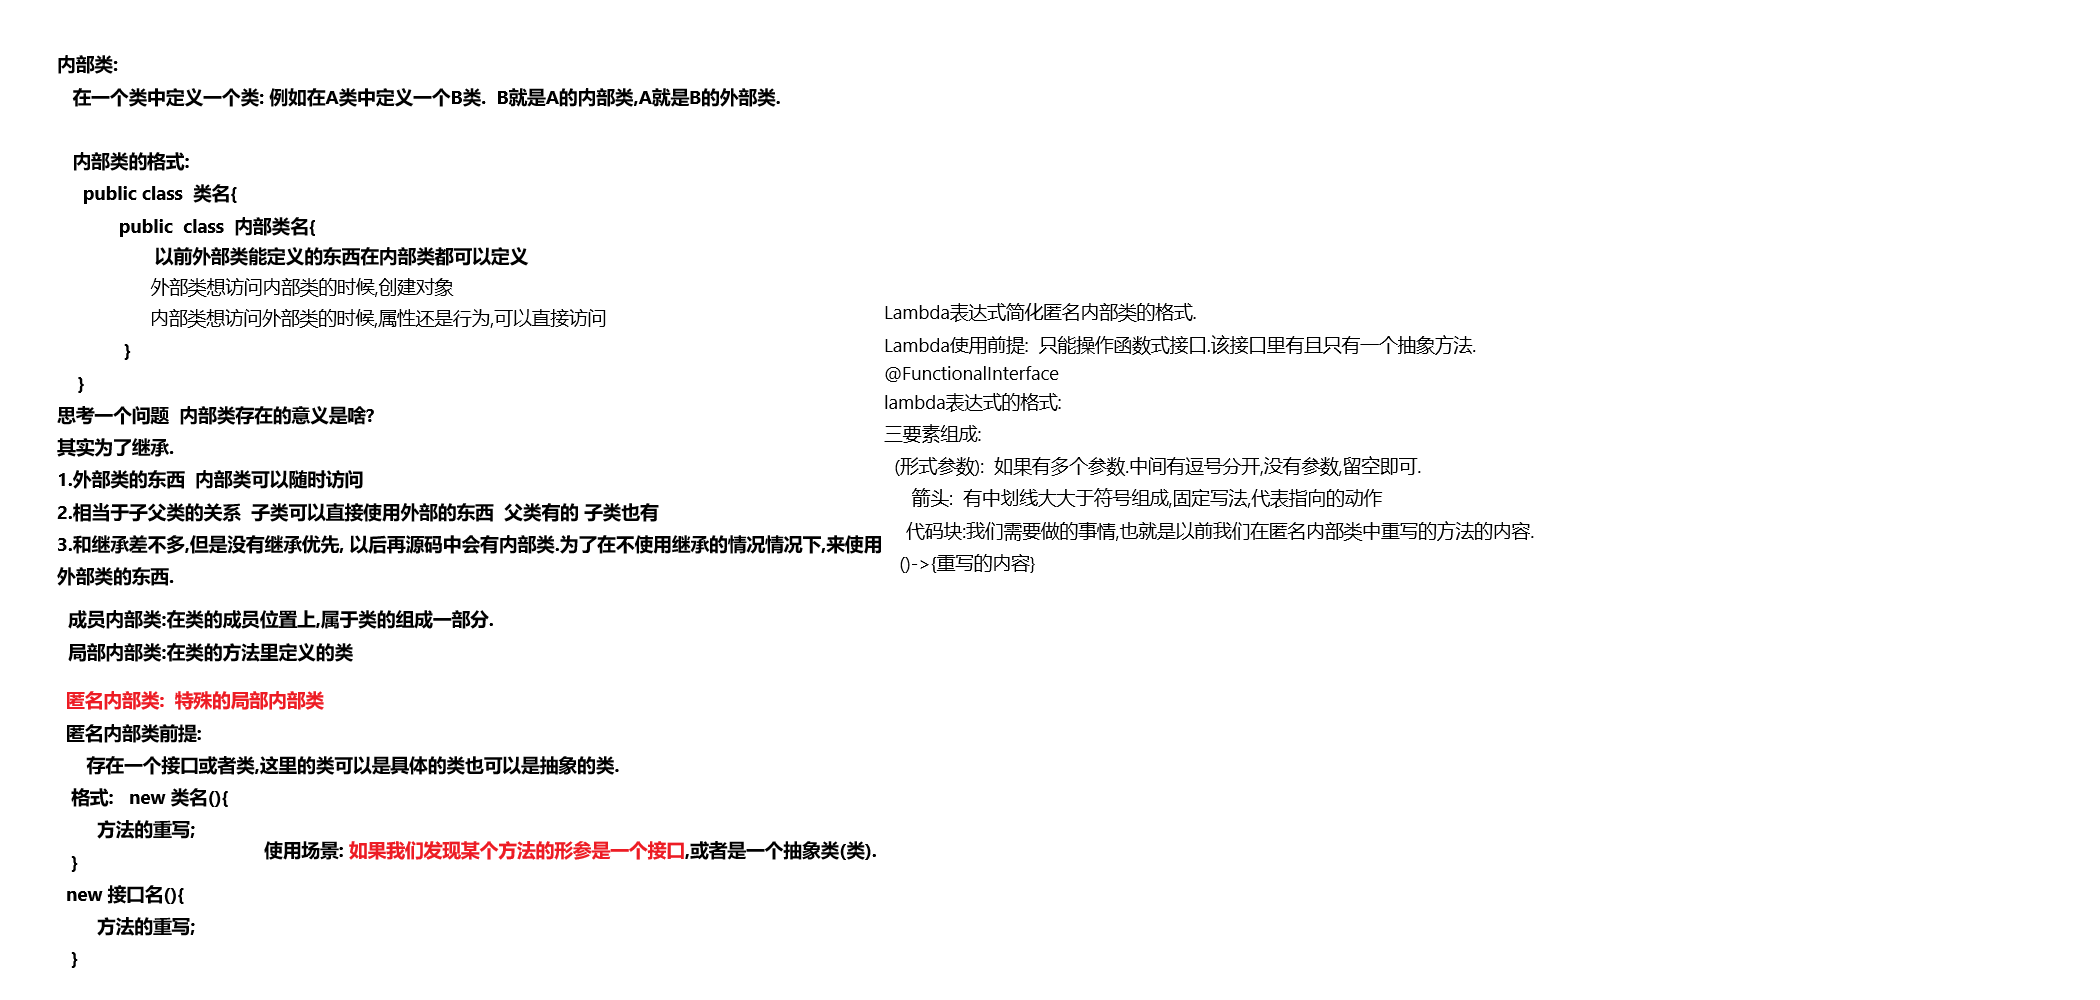 内部类:
在一个类中定义一个类: 例如在A类中定义一个B类.  B就是A的内部类,A就是B的外部类.
内部类的格式:
public class  类名{
public  class  内部类名{
以前外部类能定义的东西在内部类都可以定义
外部类想访问内部类的时候,创建对象
内部类想访问外部类的时候,属性还是行为,可以直接访问
}
}
思考一个问题  内部类存在的意义是啥?
其实为了继承.
1.外部类的东西  内部类可以随时访问
2.相当于子父类的关系  子类可以直接使用外部的东西  父类有的 子类也有
3.和继承差不多,但是没有继承优先, 以后再源码中会有内部类.为了在不使用继承的情况情况下,来使用
外部类的东西.
成员内部类:在类的成员位置上,属于类的组成一部分.
局部内部类:在类的方法里定义的类
匿名内部类:  特殊的局部内部类
匿名内部类前提:
存在一个接口或者类,这里的类可以是具体的类也可以是抽象的类.
格式:   new 类名(){
方法的重写;
}
使用场景: 如果我们发现某个方法的形参是一个接口,或者是一个抽象类(类).
new 接口名(){
方法的重写;
}
Lambda表达式简化匿名内部类的格式.
Lambda使用前提:  只能操作函数式接口.该接口里有且只有一个抽象方法.
@FunctionalInterface
lambda表达式的格式:
三要素组成:
(形式参数):  如果有多个参数.中间有逗号分开,没有参数,留空即可.
箭头:  有中划线大大于符号组成,固定写法,代表指向的动作
代码块:我们需要做的事情,也就是以前我们在匿名内部类中重写的方法的内容.
()->{重写的内容}